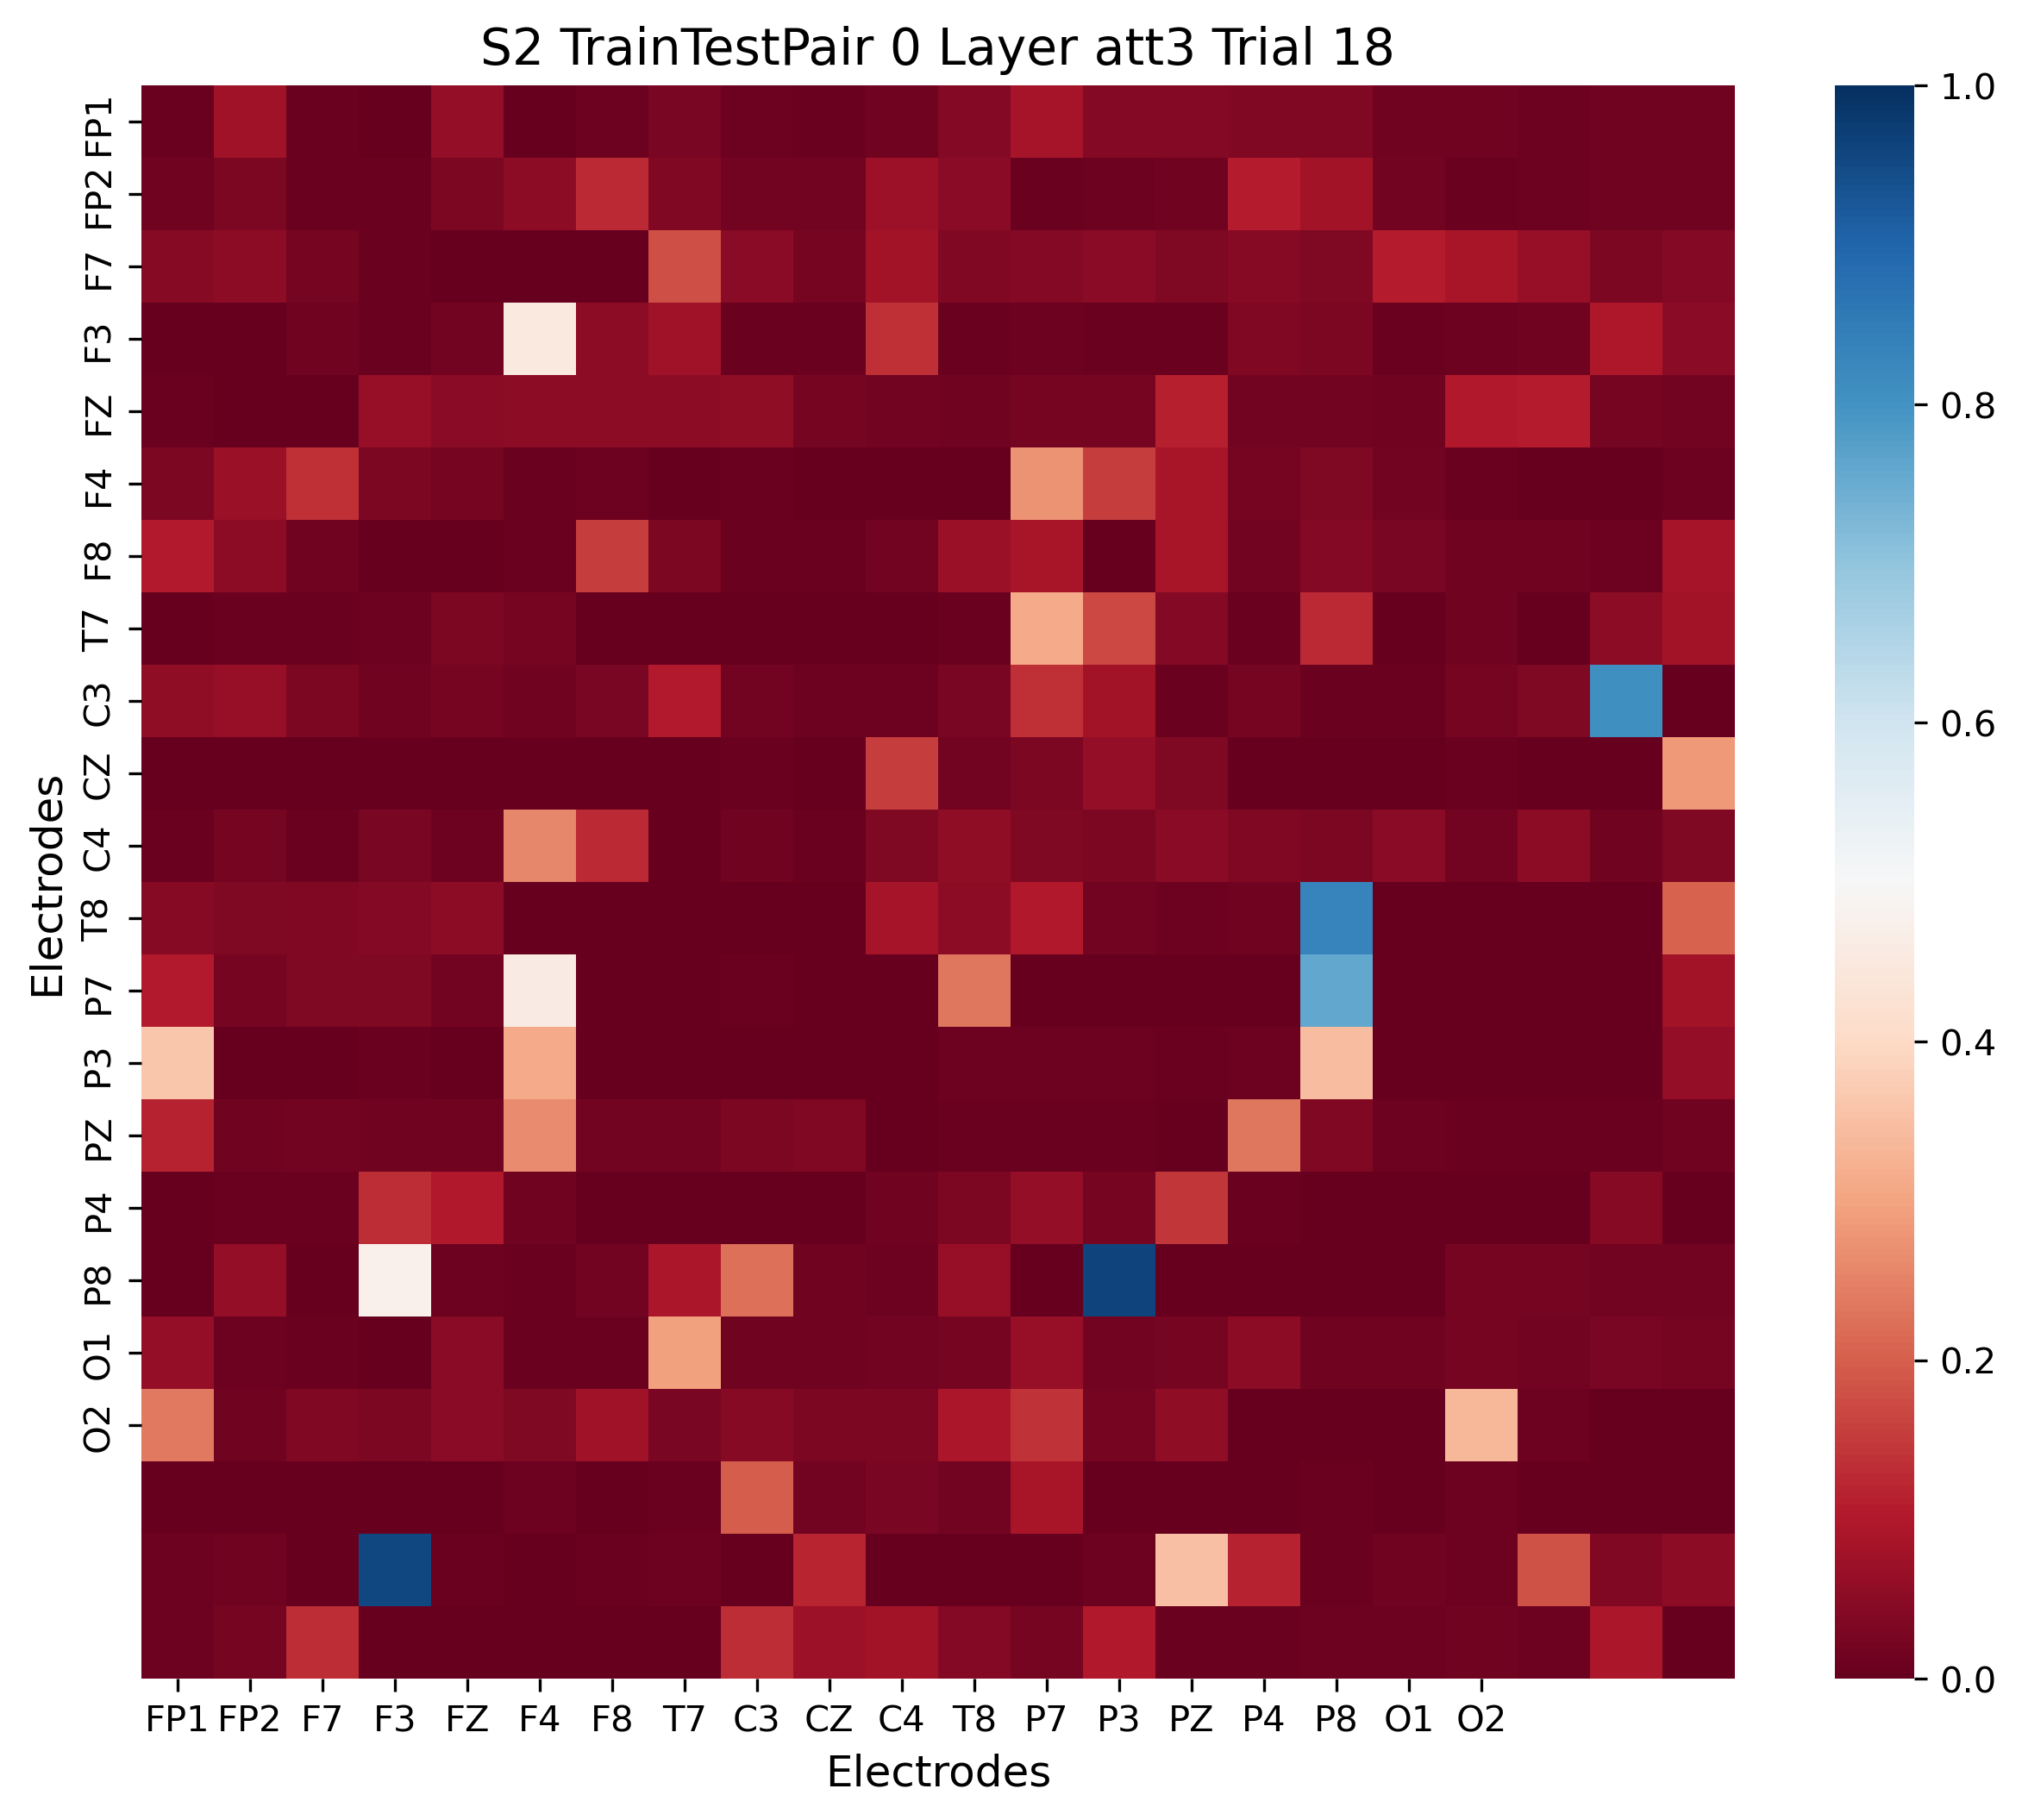 S2 TrainTestPair 0 Layer att3 Trial 18
Electrodes
FP1
FP2
F7
F3
FZ
F4
F8
T7
C3
CZ
C4
T8
P7
P3
PZ
P4
P8
O1
O2
FP1 FP2 F7 F3 FZ F4 F8 T7 C3 CZ C4 T8 P7 P3 PZ P4 P8 O1 O2
Electrodes
1.0
0.8
0.6
0.4
0.2
0.0